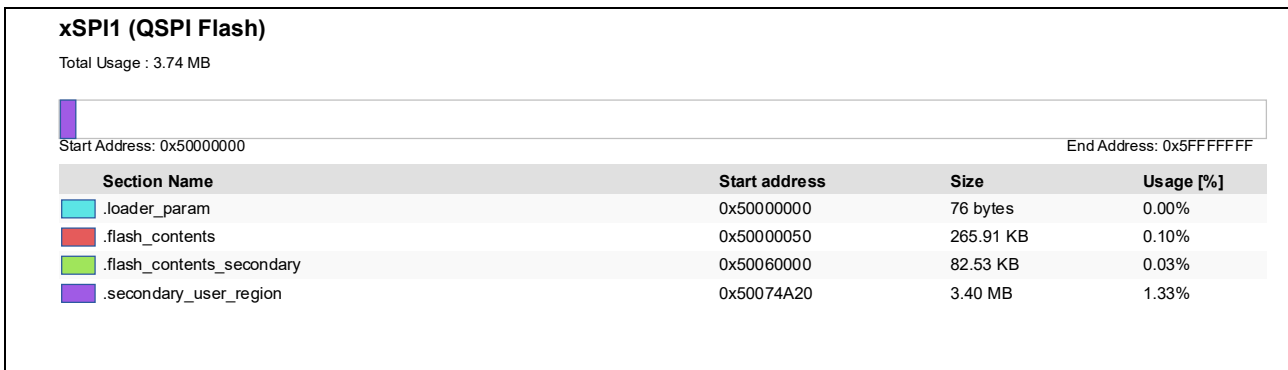 xSPI1 (QSPI Flash)
Total Usage : 3.74 MB
Start Address: 0x50000000 End Address: 0x5FFFFFFF
Section Name Start address Size Usage [%]
.loader_param 0x50000000 76 bytes 0.00%
.flash_contents 0x50000050 265.91 KB 0.10%
.flash_contents_secondary 0x50060000 82.53 KB 0.03%
.secondary_user_region 0x50074A20 3.40 MB 1.33%